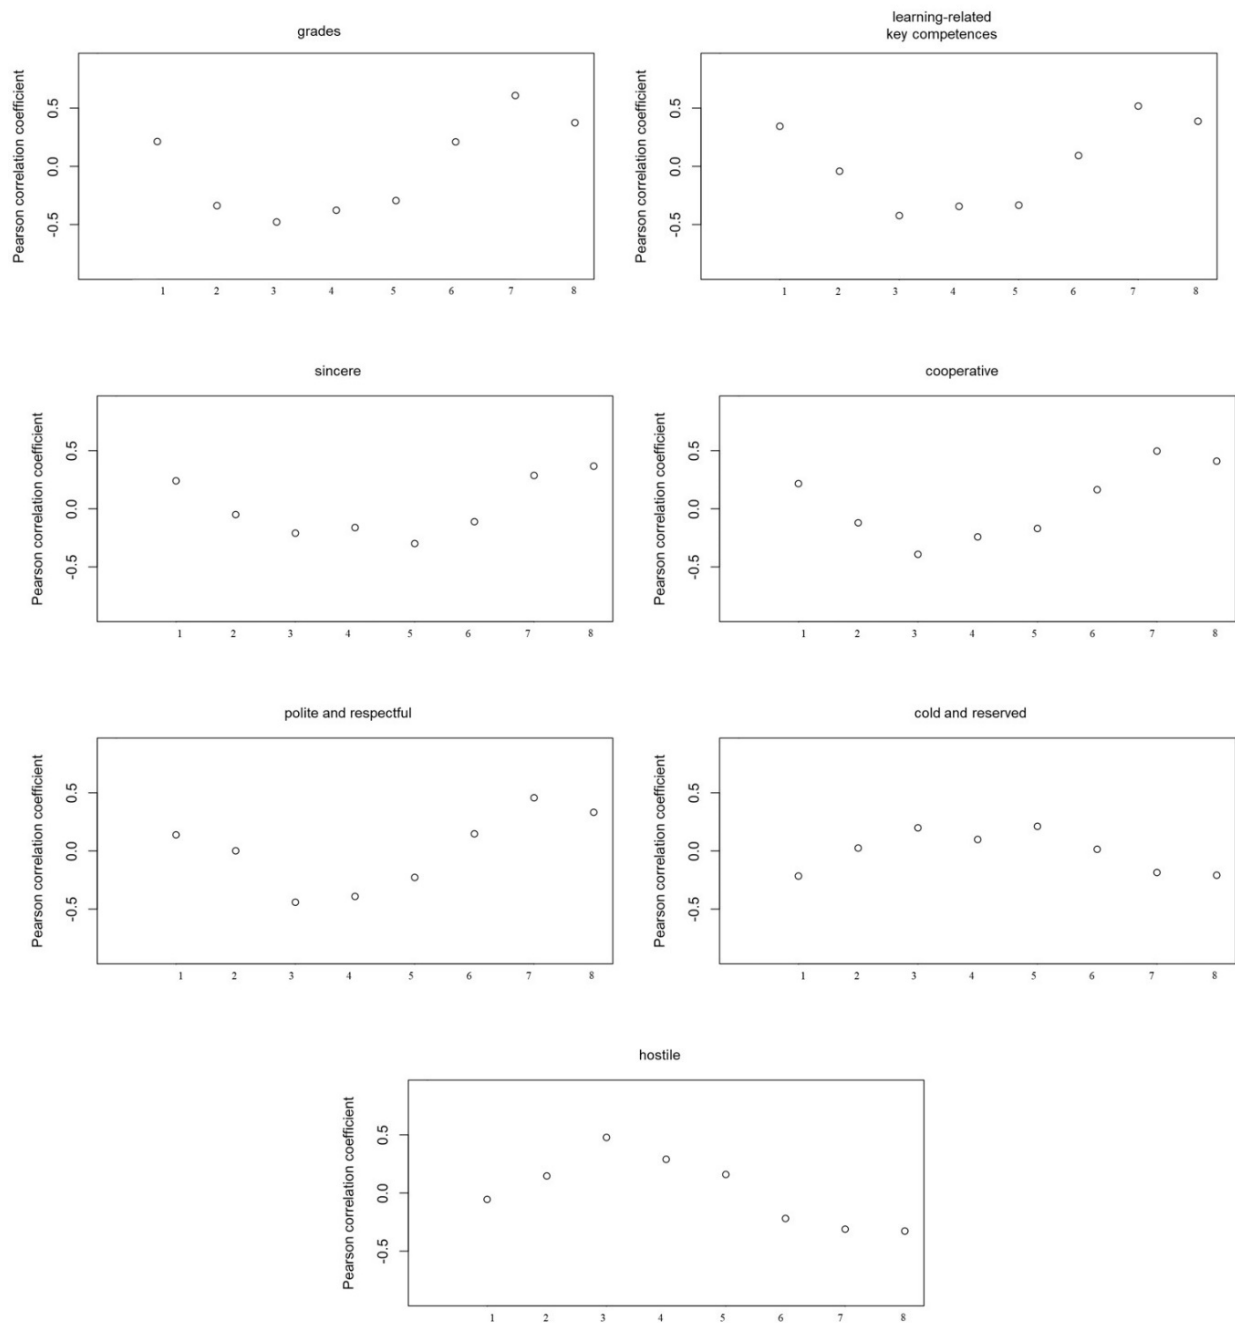 grades
Pearson correlation coefficient
0.5
0.0
-0.5
1 2 3 4 5 6 7 8
learning-related
key competences
Pearson correlation coefficient
0.5
0.0
-0.5
1 2 3 4 5 6 7 8
sincere
Pearson correlation coefficient
0.5
0.0
-0.5
1 2 3 4 5 6 7 8
cooperative
Pearson correlation coefficient
0.5
0.0
-0.5
1 2 3 4 5 6 7 8
polite and respectful
Pearson correlation coefficient
0.5
0.0
-0.5
1 2 3 4 5 6 7 8
cold and reserved
Pearson correlation coefficient
0.5
0.0
-0.5
1 2 3 4 5 6 7 8
hostile
Pearson correlation coefficient
0.5
0.0
-0.5
1 2 3 4 5 6 7 8